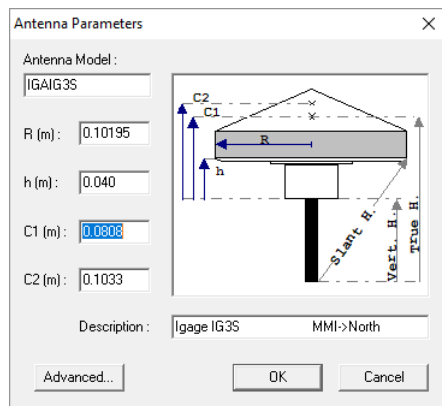 Antenna Parameters
Antenna Model :
IGAIG3S
R (m) : 0.10195
h (m) : 0.040
C1 (m) : 0.0808
C2 (m) : 0.1033
C2
C1
R
h
Slant H.
Vert. H.
True H.
Description : Igage IG3S MMI->North
Advanced... OK Cancel